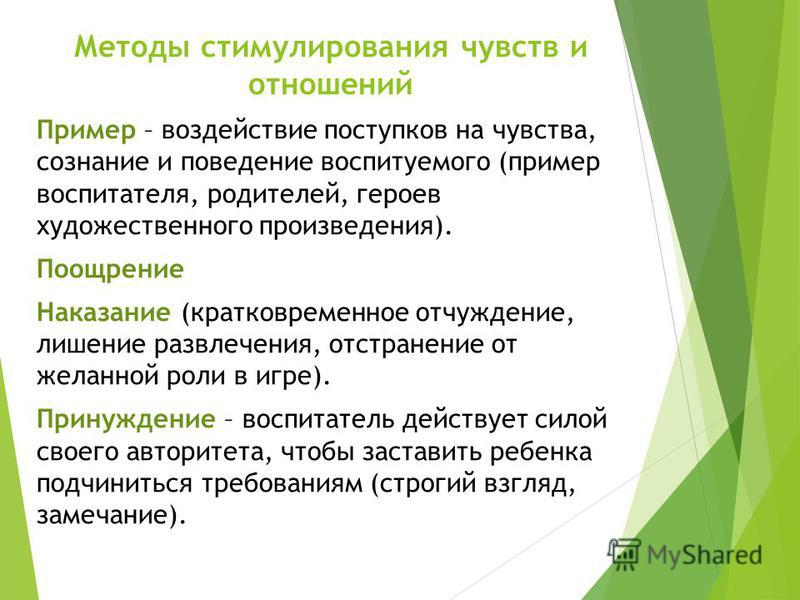 Методы стимулирования чувств и
отношений
Пример – воздействие поступков на чувства,
сознание и поведение воспитуемого (пример
воспитателя, родителей, героев
художественного произведения).
Поощрение
Наказание (кратковременное отчуждение,
лишение развлечения, отстранение от
желанной роли в игре).
Принуждение – воспитатель действует силой
своего авторитета, чтобы заставить ребенка
подчиниться требованиям (строгий взгляд,
замечание).
MyShared